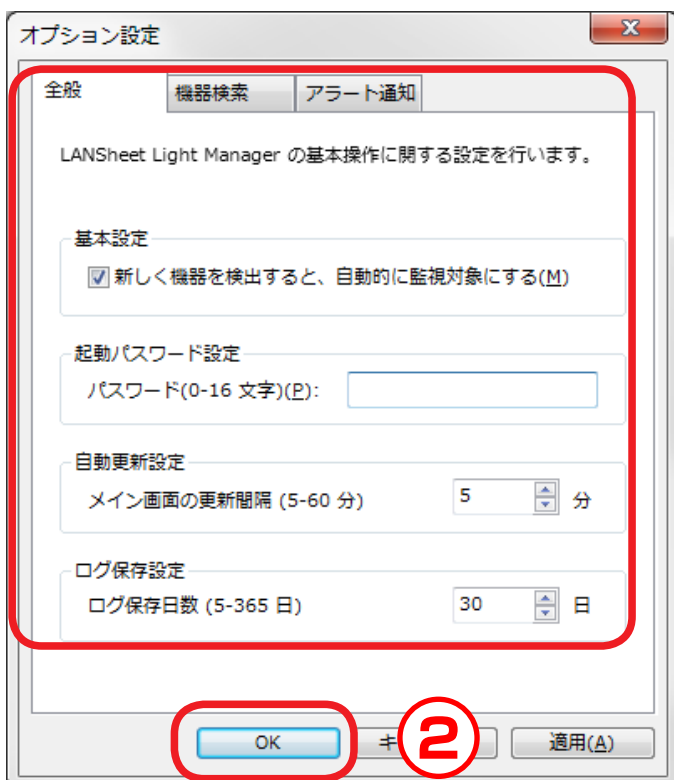 オプション設定
全般 機器検索 アラート通知
LANSheet Light Manager の基本操作に関する設定を行います。
基本設定
新しく機器を検出すると、自動的に監視対象にする(M)
起動パスワード設定
パスワード(0-16 文字)(P):
自動更新設定
メイン画面の更新間隔 (5-60 分) 5 分
ログ保存設定
ログ保存日数 (5-365 日) 30 日
OK キ ② 適用(A)